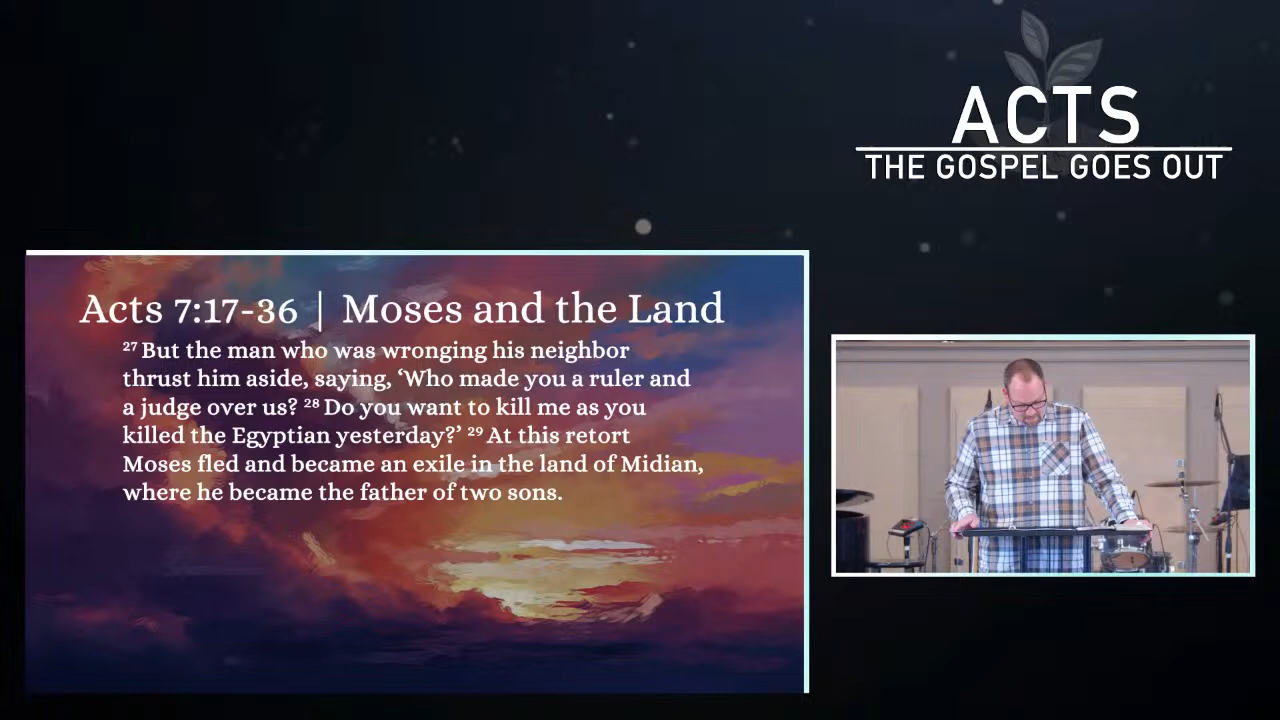 ACTS
THE GOSPEL GOES OUT
Acts 7:17-36 | Moses and the Land
²⁷ But the man who was wronging his neighbor
thrust him aside, saying, ‘Who made you a ruler and
a judge over us? ²⁸ Do you want to kill me as you
killed the Egyptian yesterday?’ ²⁹ At this retort
Moses fled and became an exile in the land of Midian,
where he became the father of two sons.